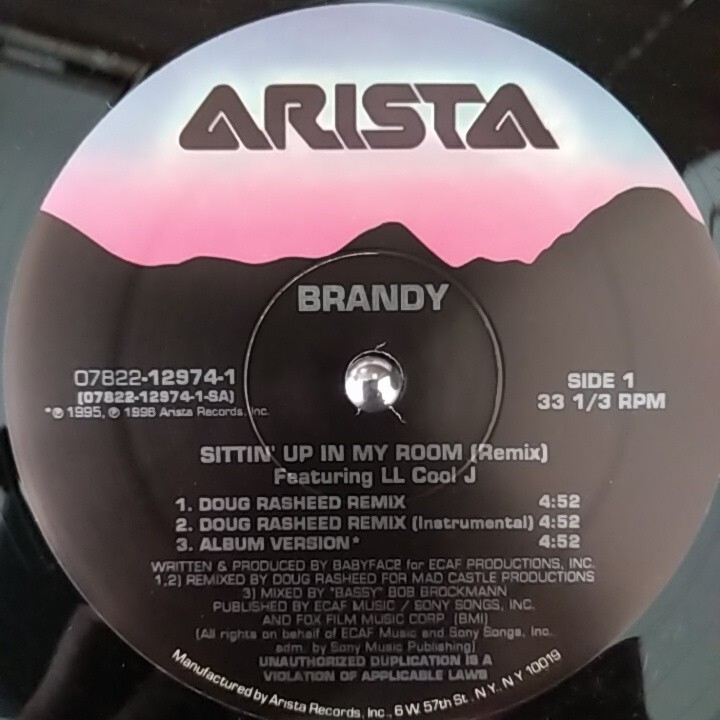 ARISTA
BRANDY
07822-12974-1
(07822-12974-1-SA)
*℗ 1995, ℗ 1996 Arista Records, Inc.
SIDE 1
33 1/3 RPM
SITTIN' UP IN MY ROOM (Remix)
Featuring LL Cool J
1. DOUG RASHEED REMIX 4:52
2. DOUG RASHEED REMIX (Instrumental) 4:52
3. ALBUM VERSION* 4:52
WRITTEN & PRODUCED BY BABYFACE for ECAF PRODUCTIONS, INC.
1,2) REMIXED BY DOUG RASHEED FOR MAD CASTLE PRODUCTIONS
3) MIXED BY "BASSY" BOB BROCKMANN
PUBLISHED BY ECAF MUSIC / SONY SONGS, INC.
AND FOX FILM MUSIC CORP. (BMI)
(All rights on behalf of ECAF Music and Sony Songs, Inc.
adm. by Sony Music Publishing)
UNAUTHORIZED DUPLICATION IS A
VIOLATION OF APPLICABLE LAWS
Manufactured by Arista Records, Inc., 6 W. 57th St., N.Y., N.Y. 10019